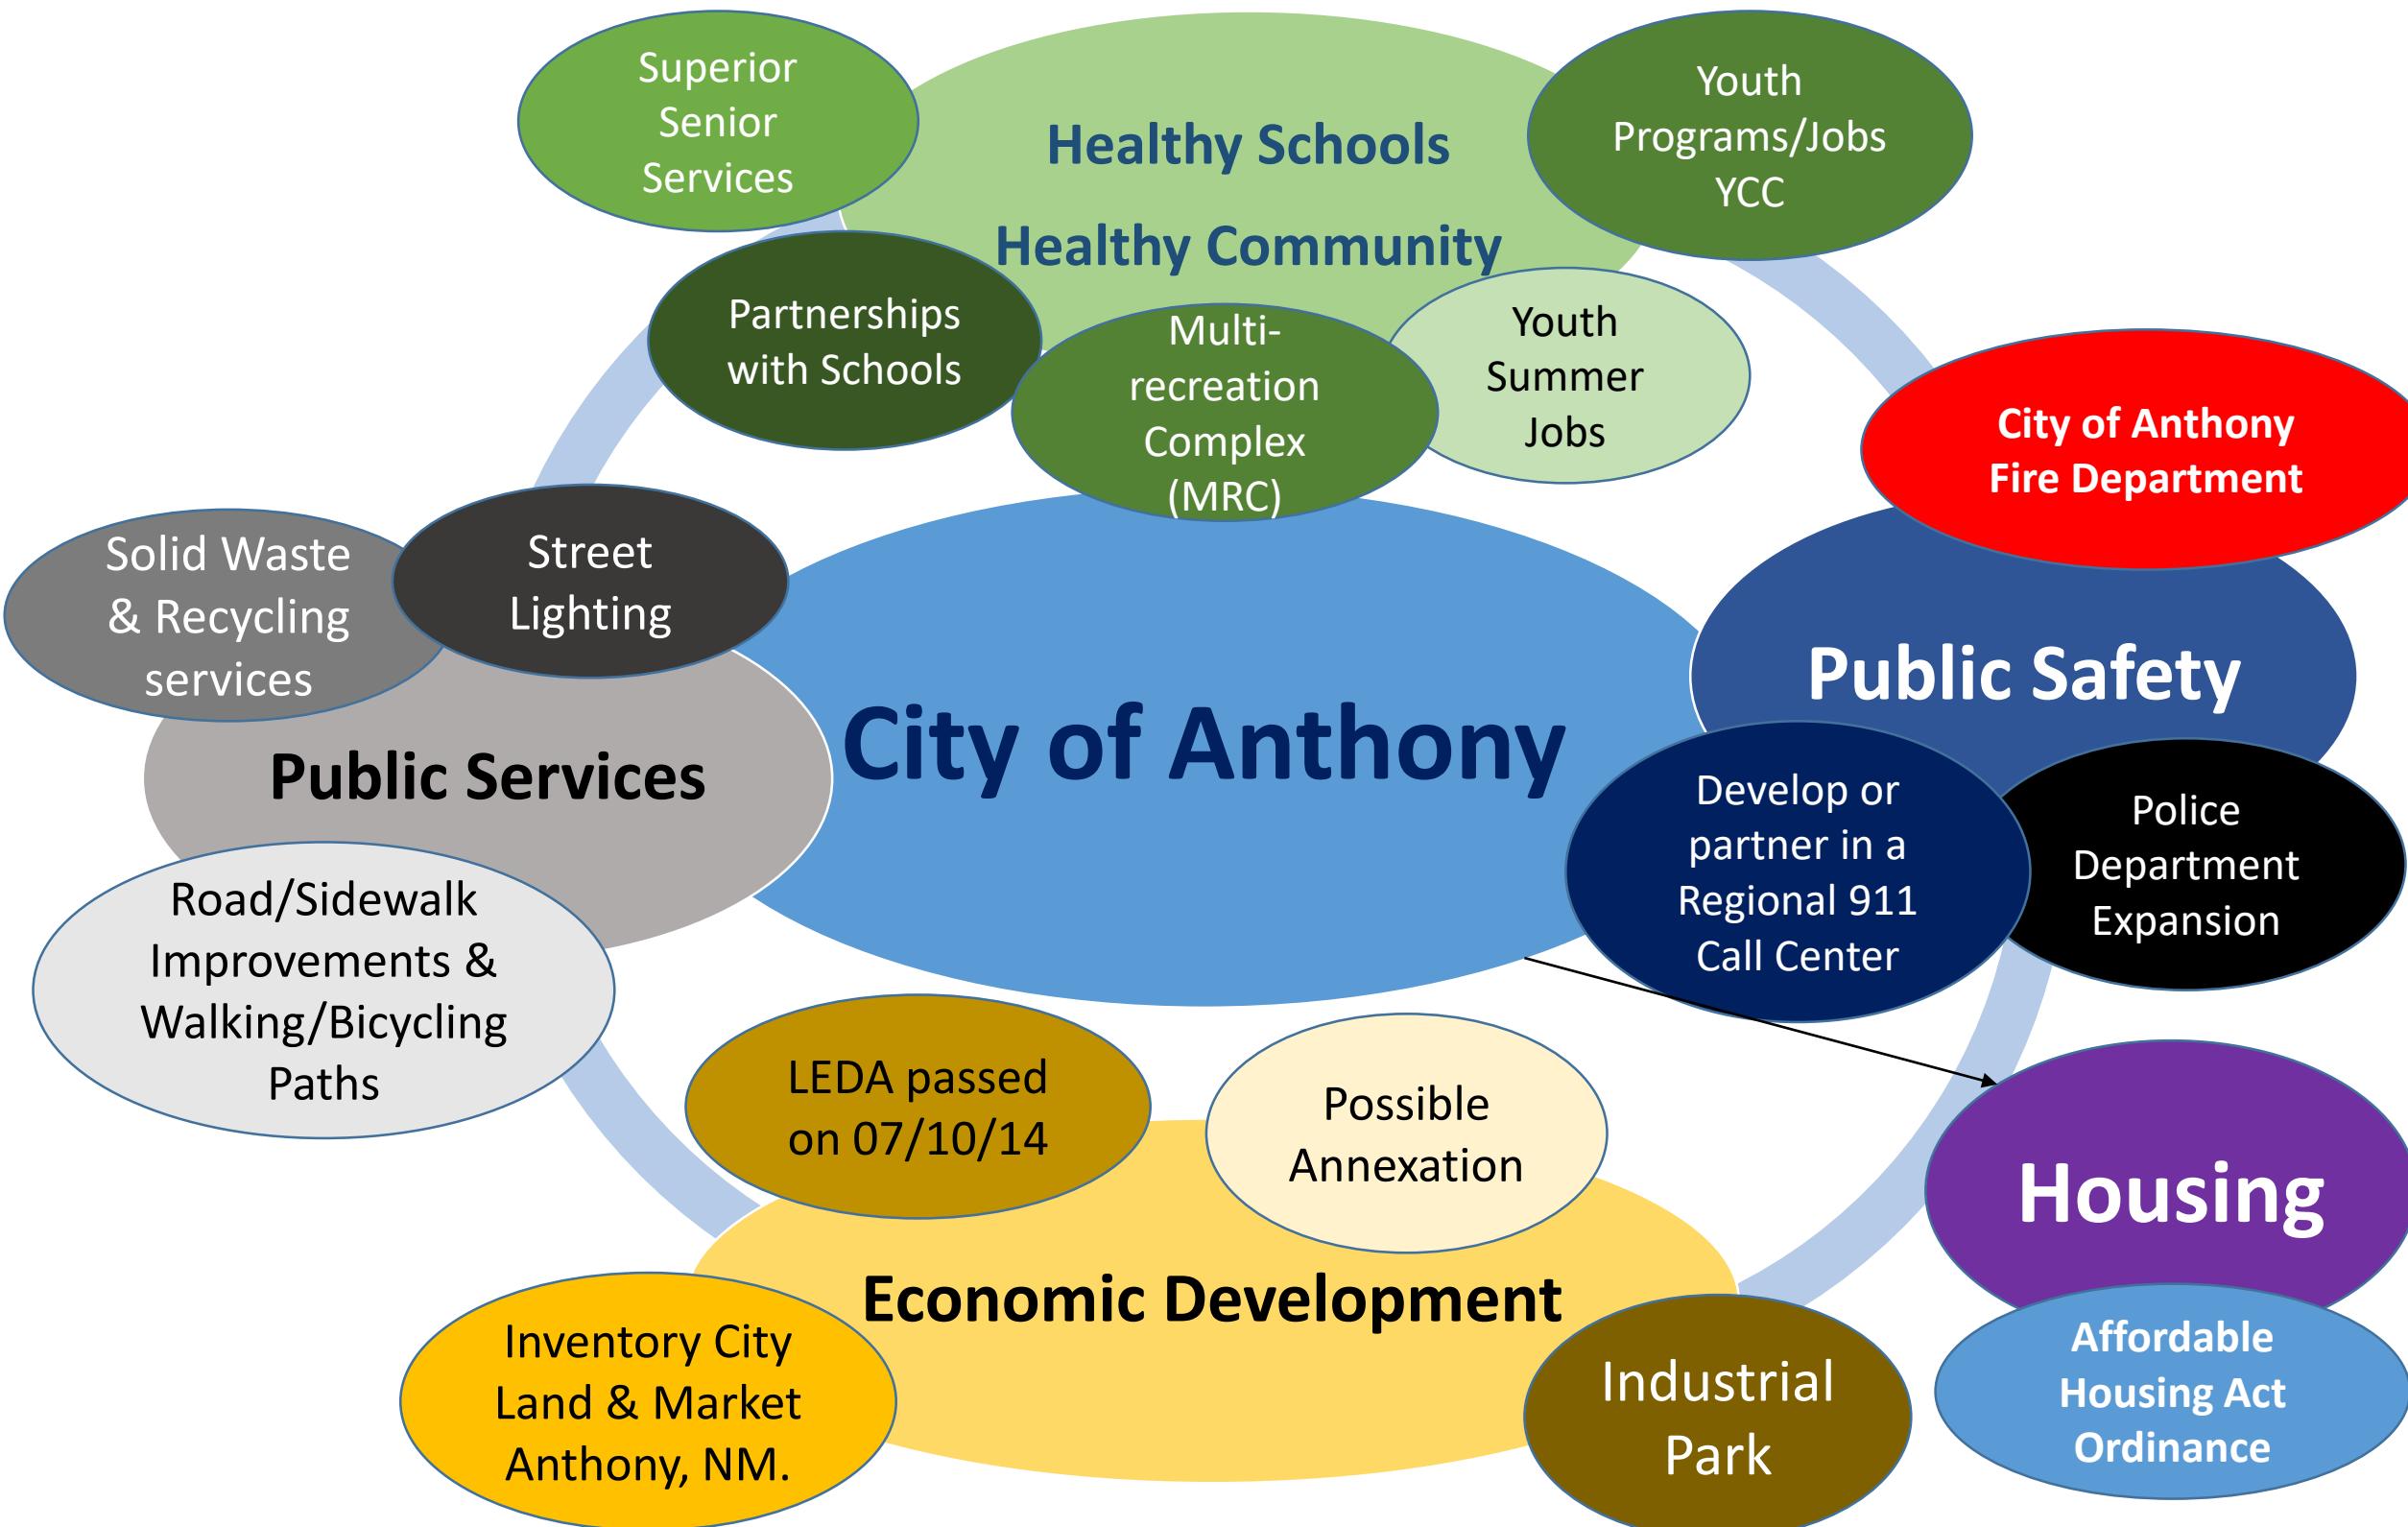 Superior
Senior
Services
Healthy Schools
Healthy Community
Youth
Programs/Jobs
YCC
Partnerships
with Schools
Multi-
recreation
Complex
(MRC)
Youth
Summer
Jobs
City of Anthony
Fire Department
Solid Waste
& Recycling
services
Street
Lighting
Public Services
City of Anthony
Public Safety
Develop or
partner in a
Regional 911
Call Center
Police
Department
Expansion
Road/Sidewalk
Improvements &
Walking/Bicycling
Paths
LEDA passed
on 07/10/14
Possible
Annexation
Housing
Economic Development
Inventory City
Land & Market
Anthony, NM.
Industrial
Park
Affordable
Housing Act
Ordinance